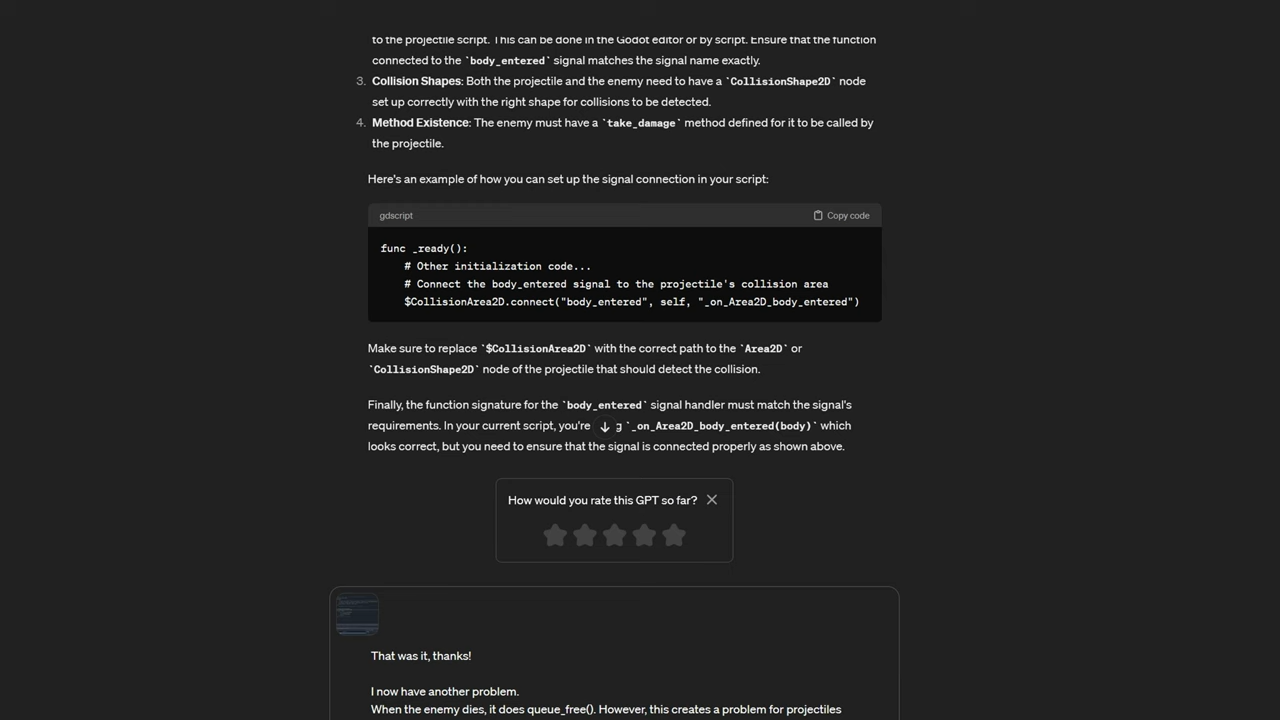 to the projectile script. This can be done in the Godot editor or by script. Ensure that the function
connected to the `body_entered` signal matches the signal name exactly.
3. Collision Shapes: Both the projectile and the enemy need to have a `CollisionShape2D` node
set up correctly with the right shape for collisions to be detected.
4. Method Existence: The enemy must have a `take_damage` method defined for it to be called by
the projectile.
Here's an example of how you can set up the signal connection in your script:
gdscript
Copy code
func _ready():
# Other initialization code...
# Connect the body_entered signal to the projectile's collision area
$CollisionArea2D.connect("body_entered", self, "_on_Area2D_body_entered")
Make sure to replace `$CollisionArea2D` with the correct path to the `Area2D` or
`CollisionShape2D` node of the projectile that should detect the collision.
Finally, the function signature for the `body_entered` signal handler must match the signal's
requirements. In your current script, you're g `_on_Area2D_body_entered(body)` which
looks correct, but you need to ensure that the signal is connected properly as shown above.
How would you rate this GPT so far?
That was it, thanks!
I now have another problem.
When the enemy dies, it does queue_free(). However, this creates a problem for projectiles